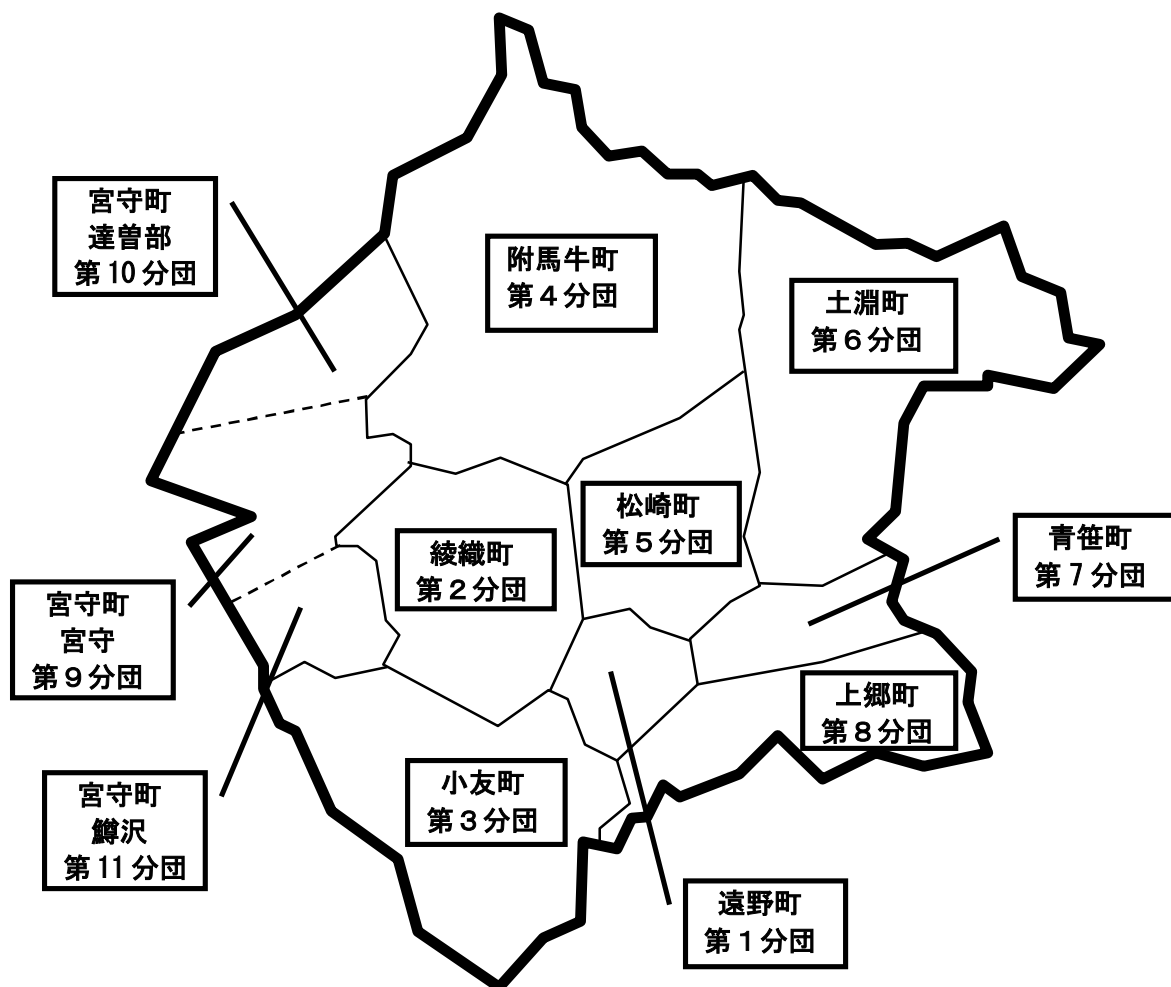 宮守町
達曽部
第10分団
附馬牛町
第４分団
土淵町
第６分団
松崎町
第５分団
綾織町
第２分団
青笹町
第７分団
宮守町
宮守
第９分団
上郷町
第８分団
宮守町
鱒沢
第11分団
小友町
第３分団
遠野町
第１分団